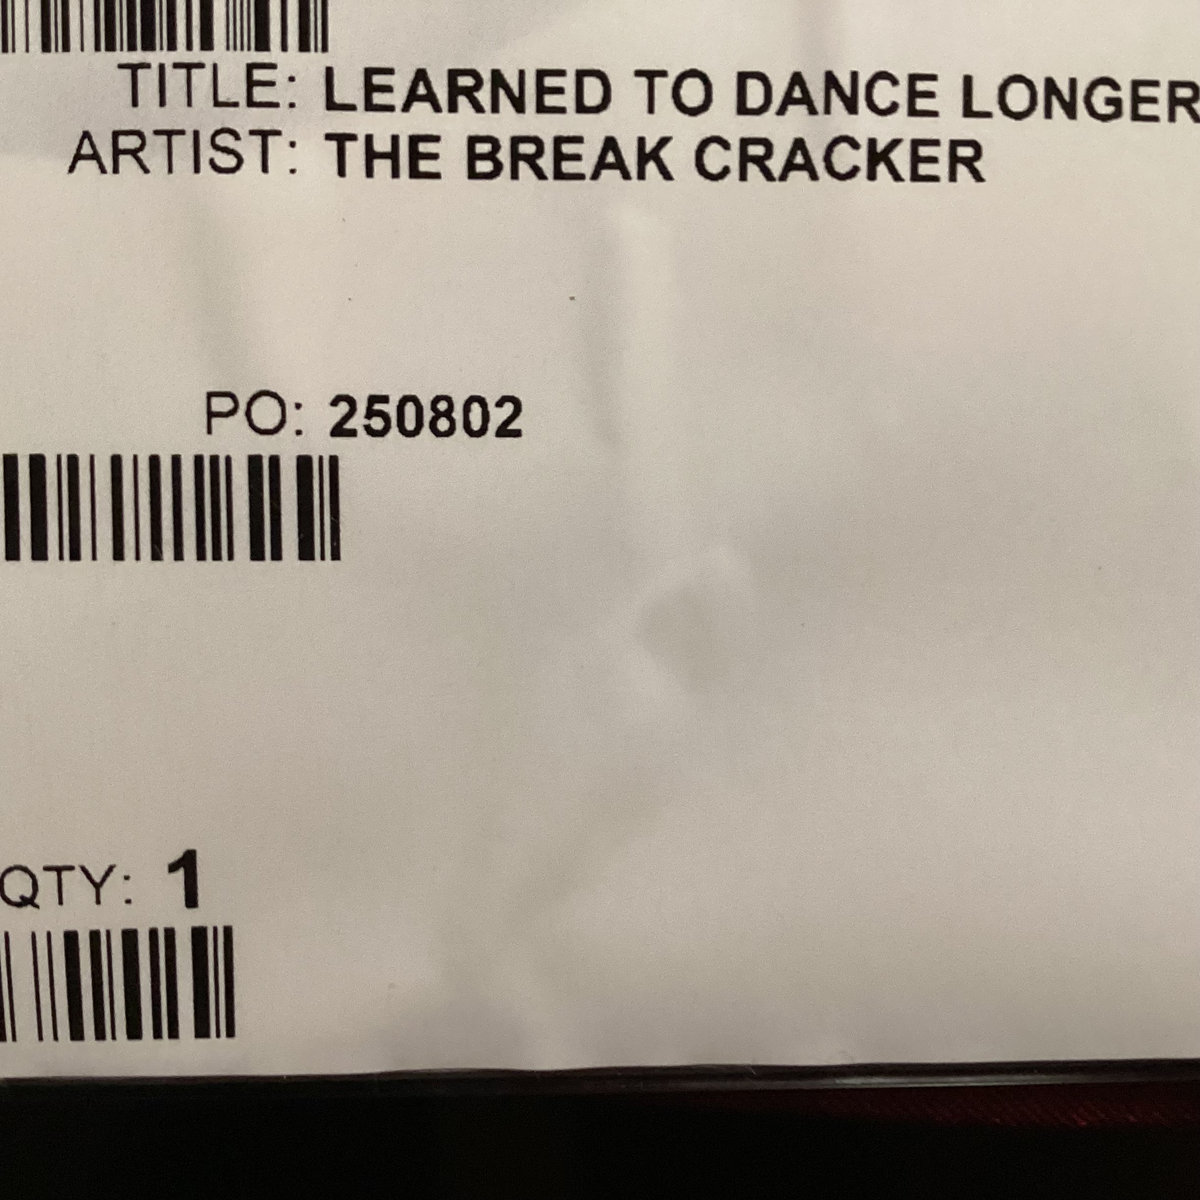 TITLE: LEARNED TO DANCE LONGER
ARTIST: THE BREAK CRACKER
PO: 250802
QTY: 1